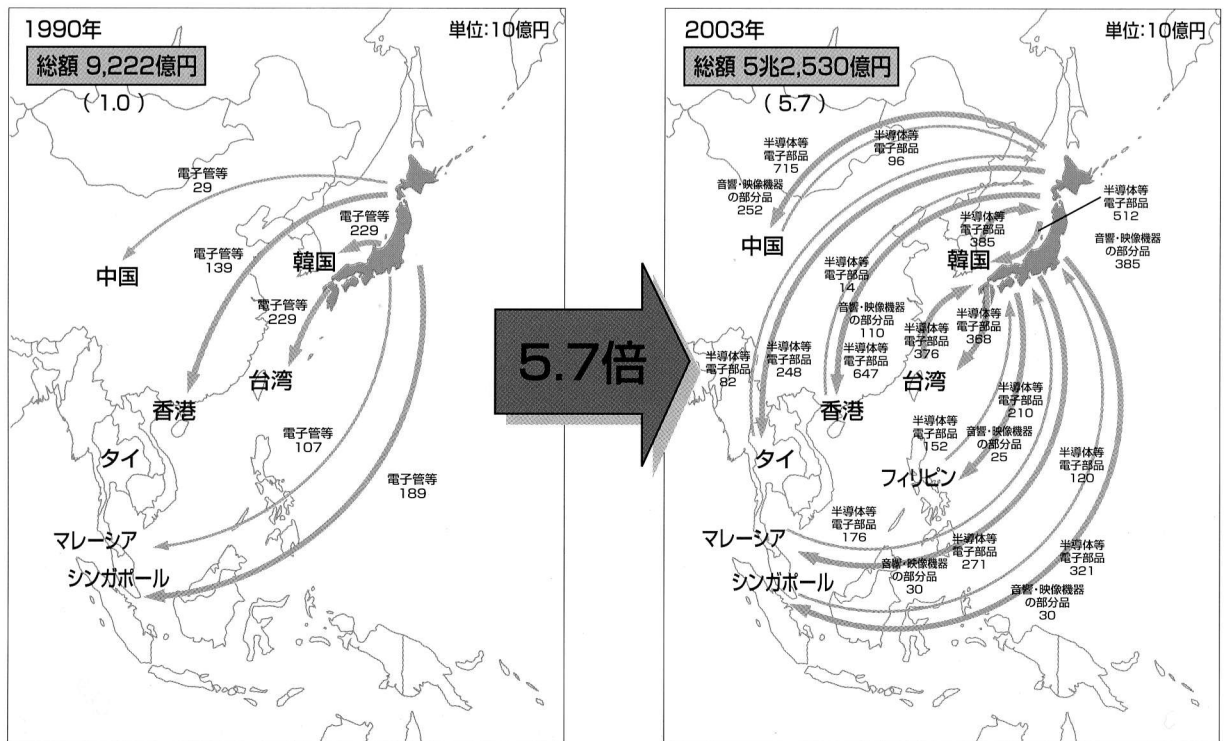 1990年
単位:10億円
総額 9,222億円
( 1.0 )
電子管等
29
電子管等
229
電子管等
139
韓国
中国
電子管等
229
台湾
香港
電子管等
107
タイ
電子管等
189
マレーシア
シンガポール
5.7倍
2003年
単位:10億円
総額 5兆2,530億円
( 5.7 )
半導体等
電子部品
715
半導体等
電子部品
96
音響・映像機器
の部分品
252
半導体等
電子部品
512
中国
半導体等
電子部品
385
音響・映像機器
の部分品
385
韓国
半導体等
電子部品
14
音響・映像機器
の部分品
110
半導体等
電子部品
376
半導体等
電子部品
368
半導体等
電子部品
82
半導体等
電子部品
248
半導体等
電子部品
647
台湾
香港
半導体等
電子部品
210
半導体等
電子部品
152
音響・映像機器
の部分品
25
タイ
フィリピン
半導体等
電子部品
120
半導体等
電子部品
176
マレーシア
半導体等
電子部品
271
半導体等
電子部品
321
シンガポール
音響・映像機器
の部分品
30
音響・映像機器
の部分品
30